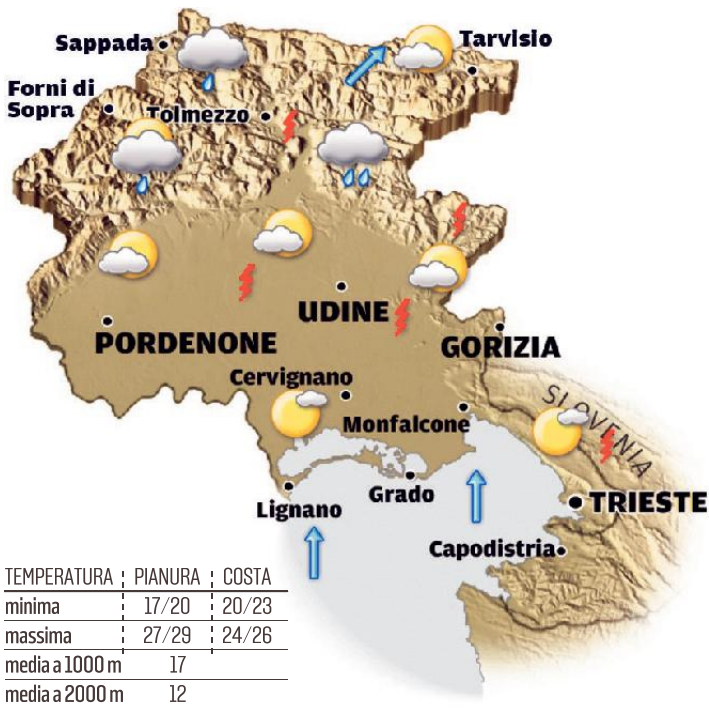 Sappada
Tarvisio
Forni di
Sopra
Tolmezzo
UDINE
PORDENONE
GORIZIA
Cervignano
SLOVENIA
Monfalcone
Grado
TRIESTE
Lignano
Capodistria
TEMPERATURA PIANURA COSTA
minima 17/20 20/23
massima 27/29 24/26
media a 1000 m 17
media a 2000 m 12